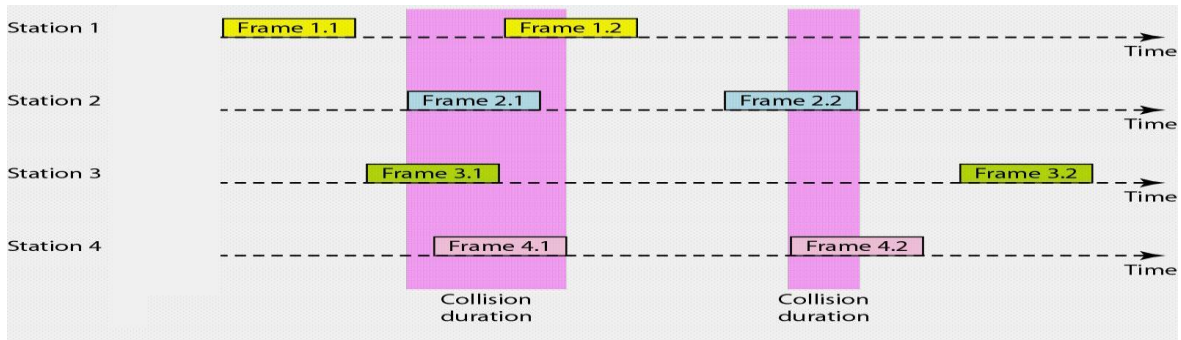 Station 1
Frame 1.1
Frame 1.2
Time
Station 2
Frame 2.1
Frame 2.2
Time
Station 3
Frame 3.1
Frame 3.2
Time
Station 4
Frame 4.1
Frame 4.2
Time
Collision
duration
Collision
duration